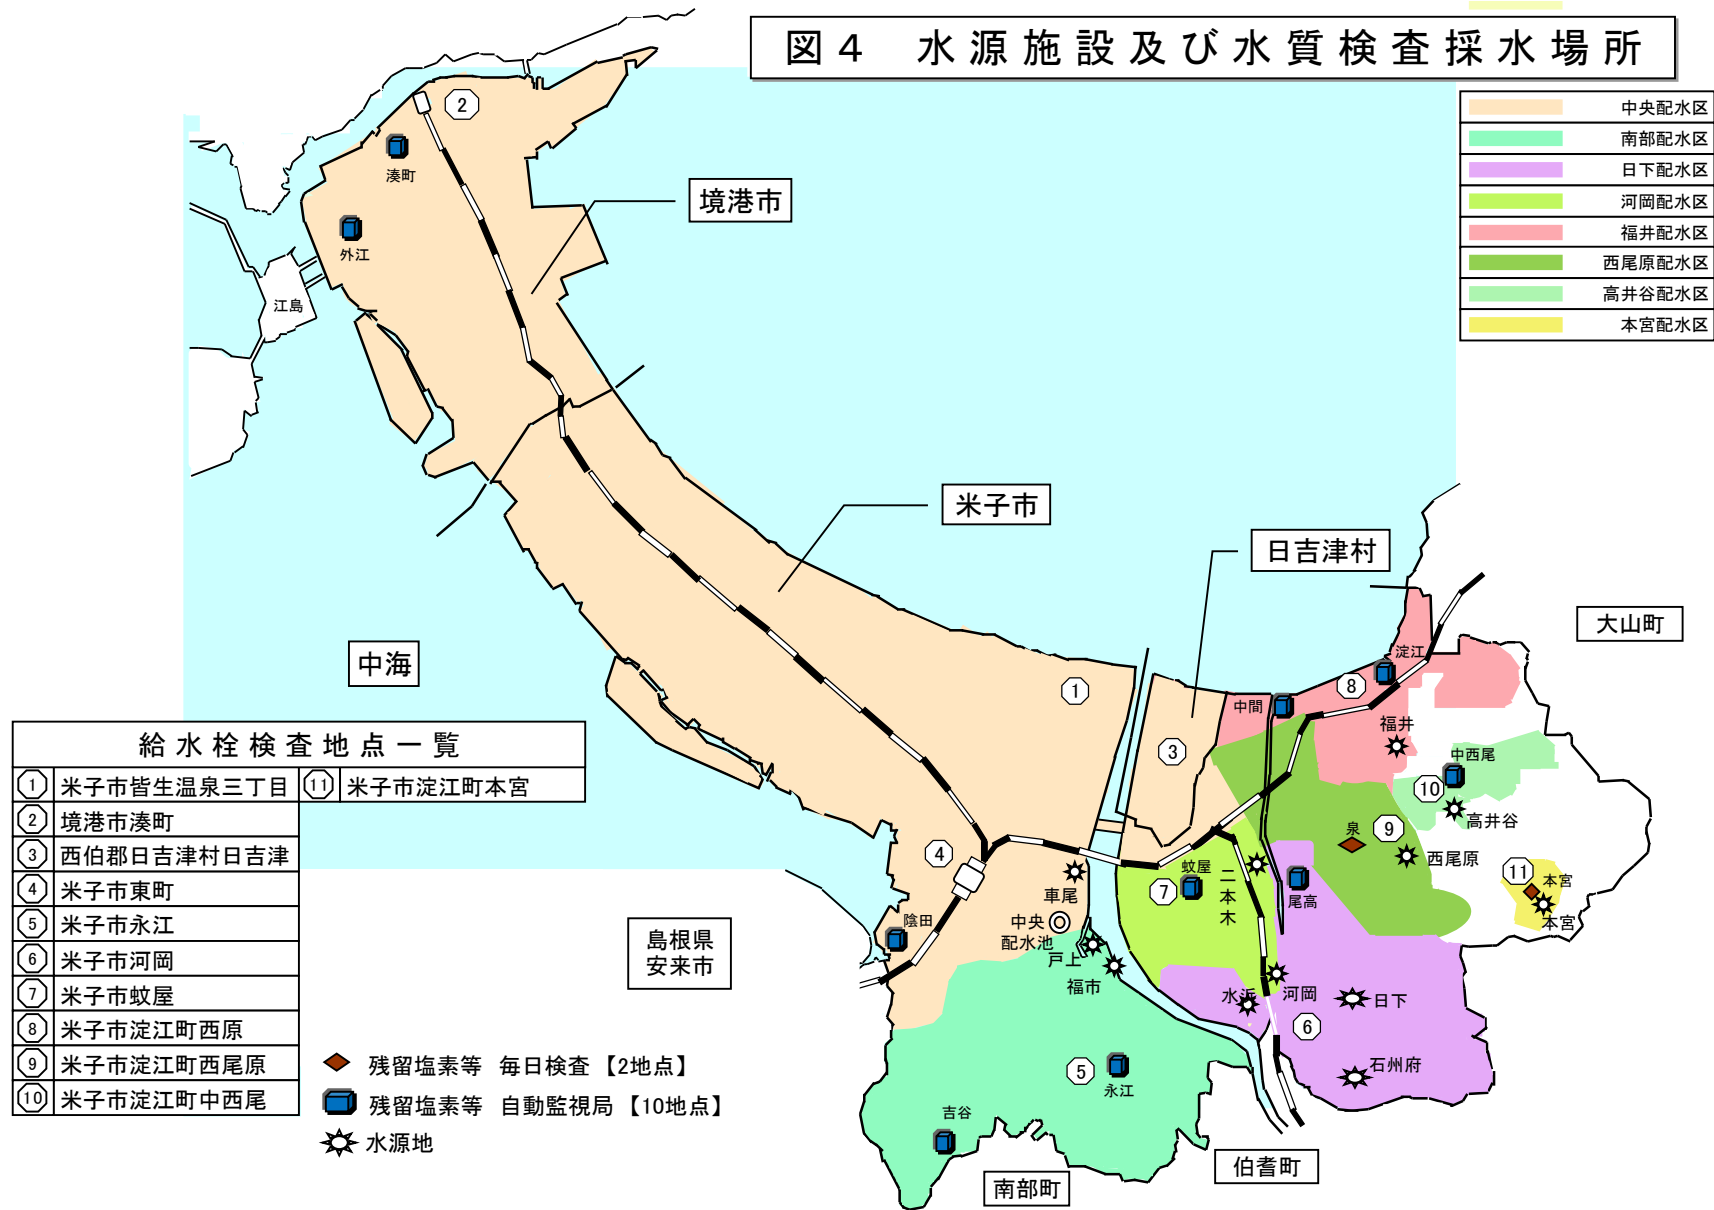 図４　水源施設及び水質検査採水場所
中央配水区
南部配水区
日下配水区
河岡配水区
福井配水区
西尾原配水区
高井谷配水区
本宮配水区
②
湊町
外江
江島
境港市
米子市
日吉津村
大山町
中海
①
③
中間
⑧
淀江
福井
中西尾
⑩
高井谷
泉
⑨
西尾原
⑪
本宮
本宮
④
車尾
中央
配水池
陰田
戸上
福市
⑦
蚊屋
二本木
尾高
水浜
河岡
日下
⑥
石州府
⑤
永江
吉谷
島根県
安来市
南部町
伯耆町
給水栓検査地点一覧
① 米子市皆生温泉三丁目 ⑪ 米子市淀江町本宮
② 境港市湊町
③ 西伯郡日吉津村日吉津
④ 米子市東町
⑤ 米子市永江
⑥ 米子市河岡
⑦ 米子市蚊屋
⑧ 米子市淀江町西原
⑨ 米子市淀江町西尾原
⑩ 米子市淀江町中西尾
残留塩素等 毎日検査【2地点】
残留塩素等 自動監視局【10地点】
水源地